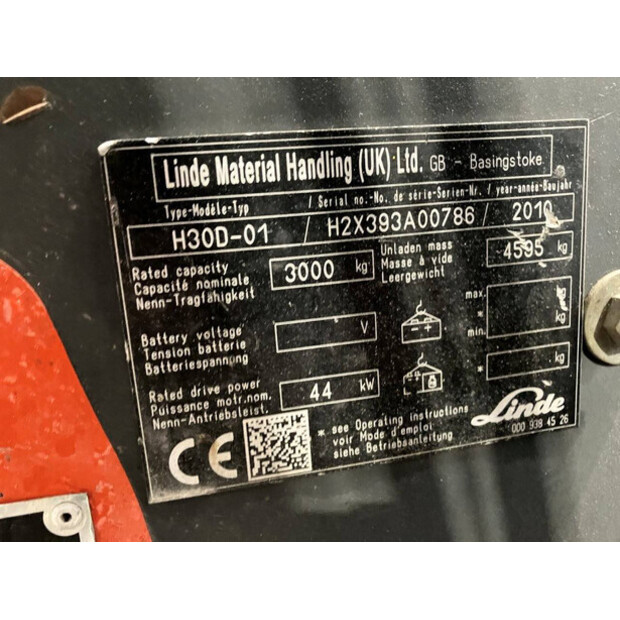 Linde Material Handling (UK) Ltd. GB - Basingstoke
Type-Modèle-Typ / Serial no.-No. de série-Serien-Nr. / year-année-Baujahr
H30D-01 / H2X393A00786 / 2010
Rated capacity
Capacité nominale
Nenn-Tragfähigkeit
3000 kg
Unladen mass
Masse à vide
Leergewicht
4595 kg
Battery voltage
Tension batterie
Batteriespannung
V
- +
max. kg
*
min. kg
Rated drive power
Puissance motr.nom.
Nenn-Antriebsleist.
44 kW
- +
* kg
CE
* see Operating instructions
voir Mode d'emploi
siehe Betriebsanleitung
Linde
000 938 45 26